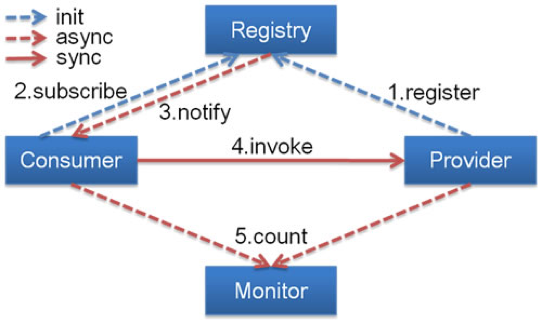 init
async
sync
Registry
2.subscribe
1.register
3.notify
Consumer
4.invoke
Provider
5.count
Monitor